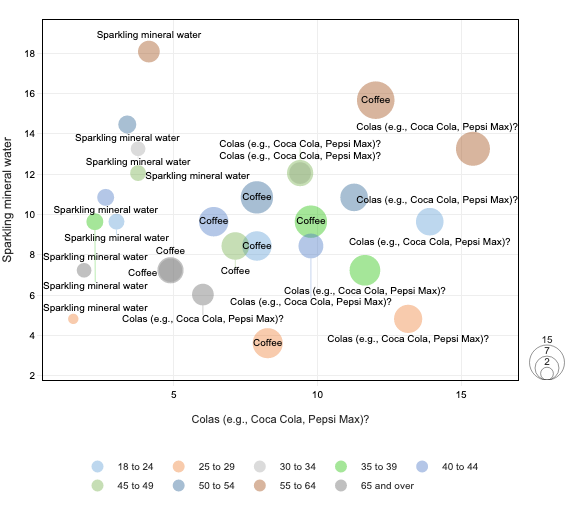 Sparkling mineral water
18
16
Coffee
14
Colas (e.g., Coca Cola, Pepsi Max)?
Sparkling mineral water
Colas (e.g., Coca Cola, Pepsi Max)?
Colas (e.g., Coca Cola, Pepsi Max)?
Sparkling mineral water
12
Sparkling mineral water
Coffee
Colas (e.g., Coca Cola, Pepsi Max)?
Sparkling mineral water
10
Coffee
Coffee
Sparkling mineral water
Colas (e.g., Coca Cola, Pepsi Max)?
Coffee
Coffee
8
Sparkling mineral water
Coffee
Coffee
Sparkling mineral water
Colas (e.g., Coca Cola, Pepsi Max)?
6
Colas (e.g., Coca Cola, Pepsi Max)?
Sparkling mineral water
Colas (e.g., Coca Cola, Pepsi Max)?
4
Coffee
Colas (e.g., Coca Cola, Pepsi Max)?
2
Sparkling mineral water
5
10
15
Colas (e.g., Coca Cola, Pepsi Max)?
15
7
2
18 to 24
25 to 29
30 to 34
35 to 39
40 to 44
45 to 49
50 to 54
55 to 64
65 and over